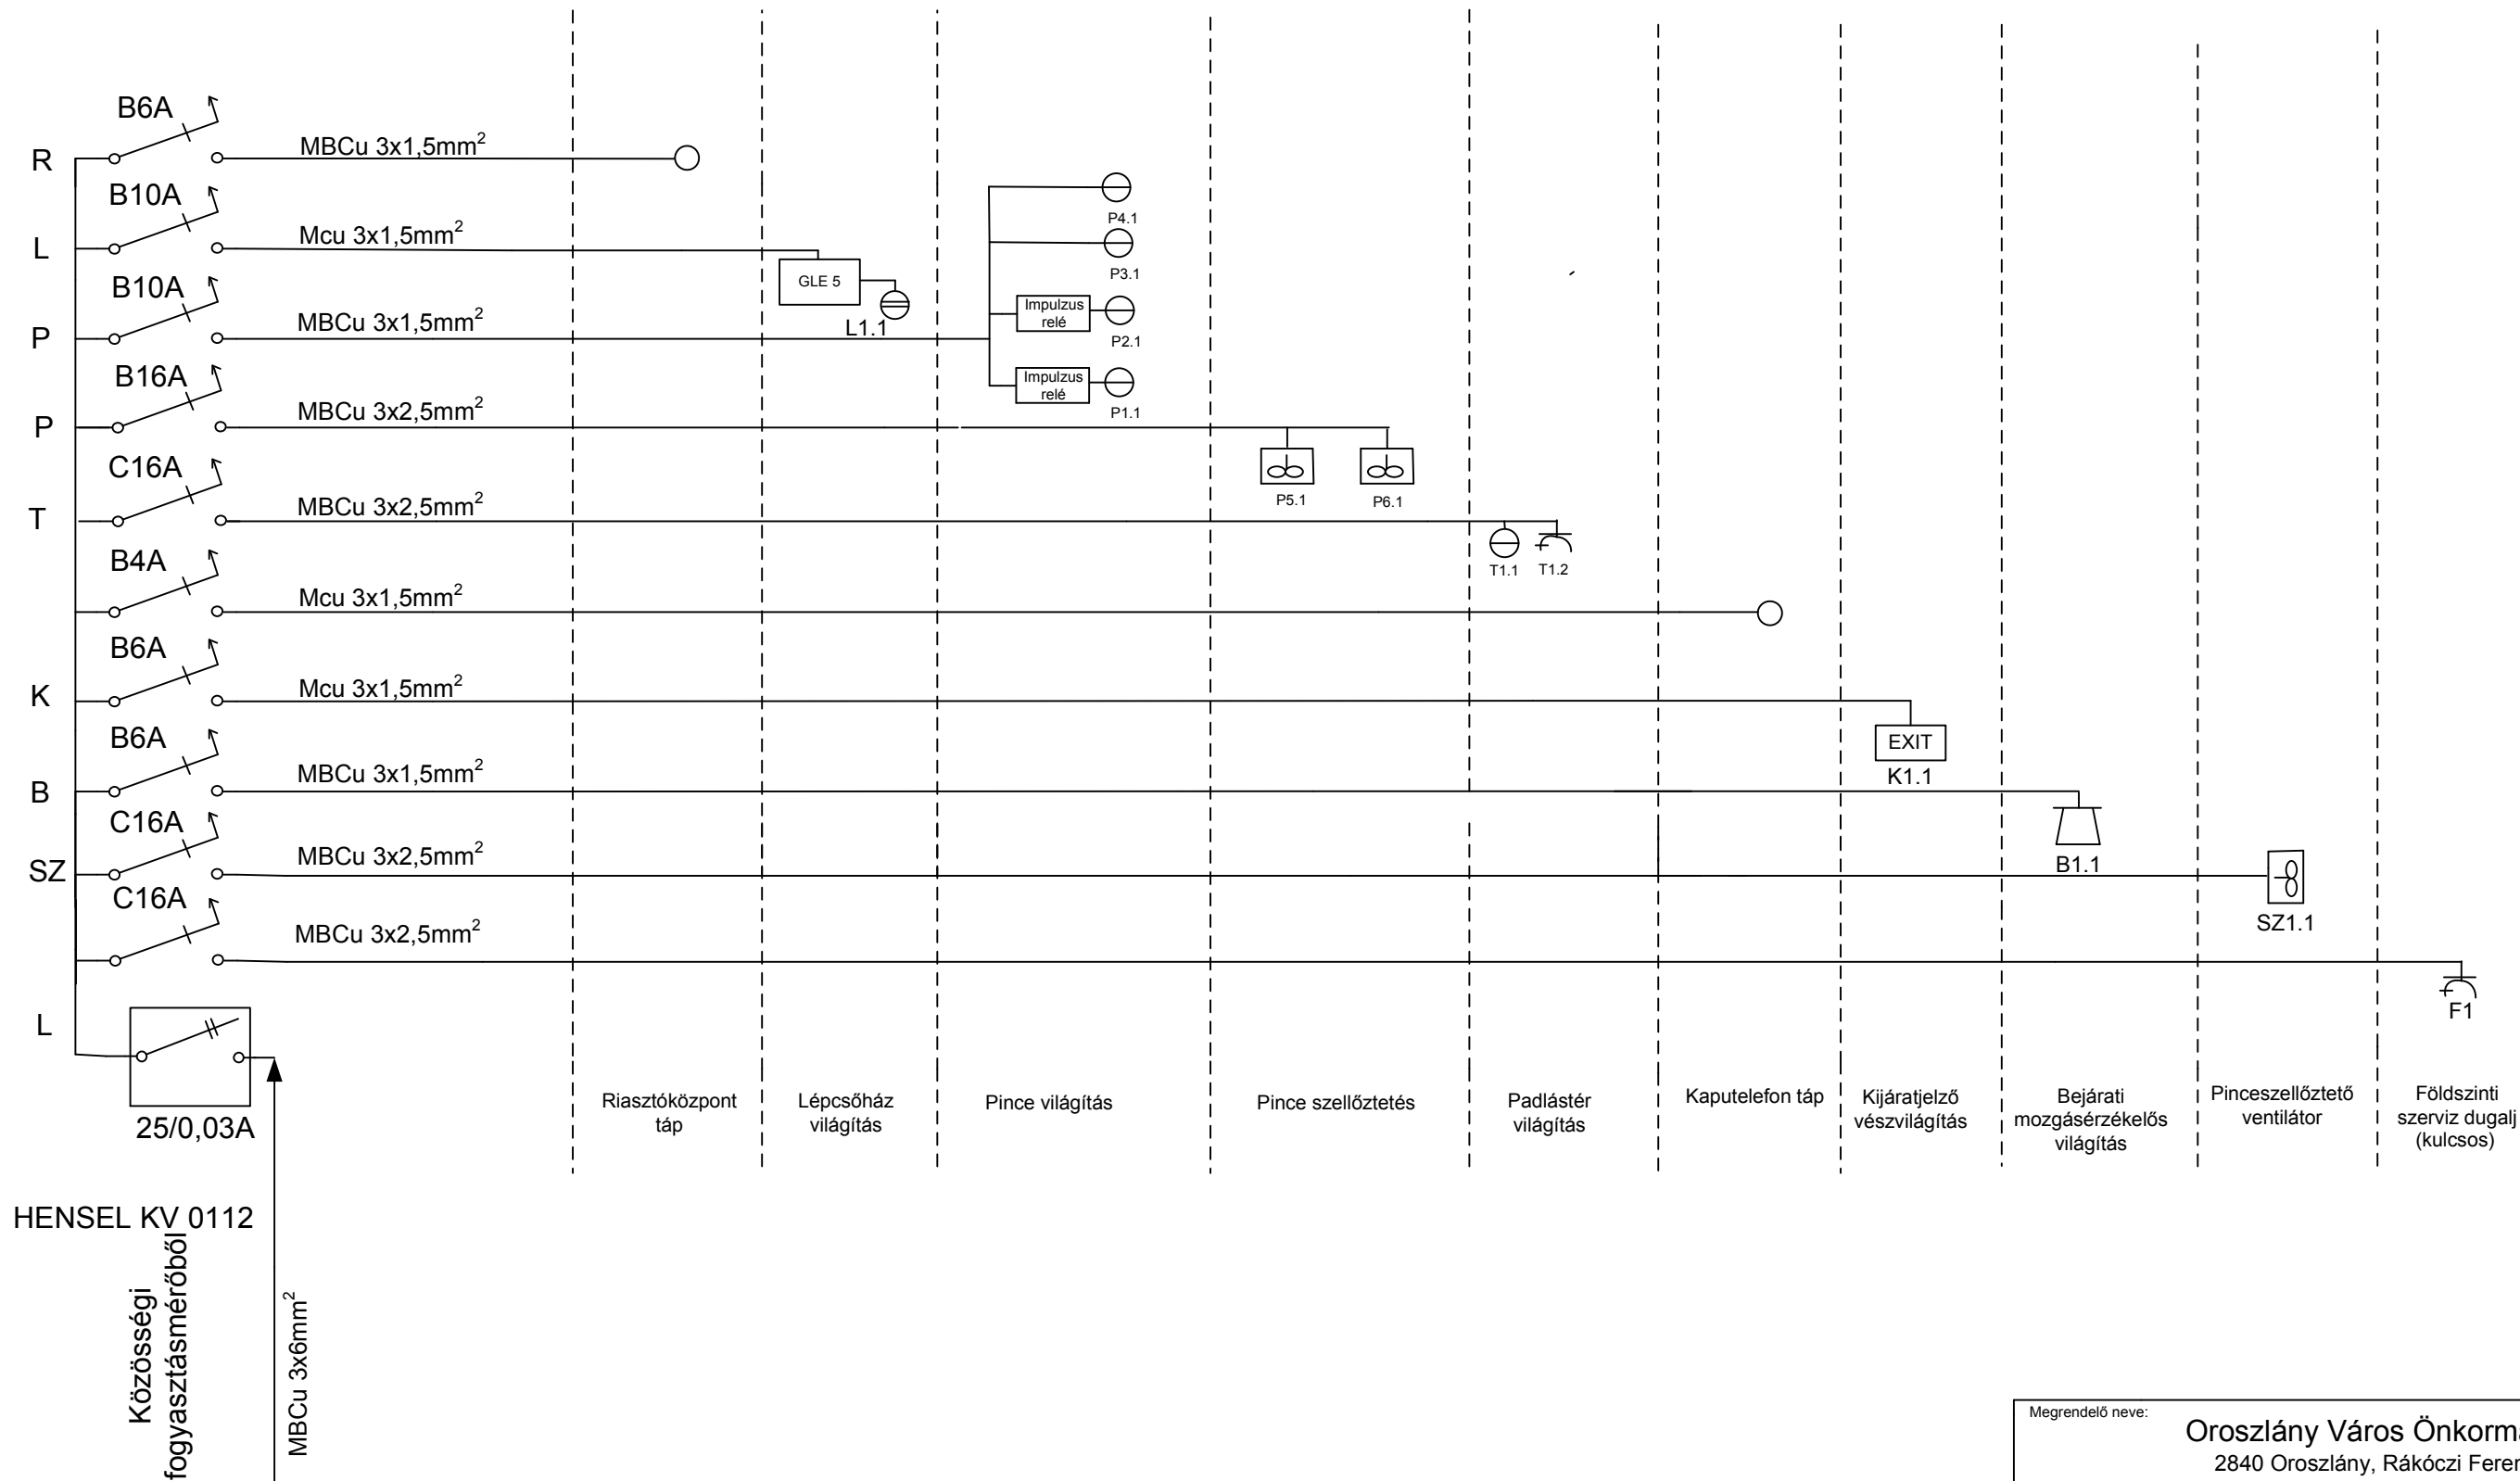 B6A
R
MBCu 3x1,5mm²
B10A
L
Mcu 3x1,5mm²
GLE 5
L1.1
B10A
P
MBCu 3x1,5mm²
P4.1
P3.1
Impulzus
relé
P2.1
Impulzus
relé
P1.1
B16A
P
MBCu 3x2,5mm²
P5.1
P6.1
C16A
T
MBCu 3x2,5mm²
T1.1
T1.2
B4A
Mcu 3x1,5mm²
B6A
K
Mcu 3x1,5mm²
EXIT
K1.1
B6A
B
MBCu 3x1,5mm²
B1.1
C16A
SZ
MBCu 3x2,5mm²
SZ1.1
C16A
MBCu 3x2,5mm²
F1
L
25/0,03A
Riasztóközpont
táp
Lépcsőház
világítás
Pince világítás
Pince szellőztetés
Padlástér
világítás
Kaputelefon táp
Kijáratjelző
vészvilágítás
Bejárati
mozgásérzékelős
világítás
Pinceszellőztető
ventilátor
Földszinti
szerviz dugalj
(kulcsos)
HENSEL KV 0112
Közösségi
fogyasztásmérőből
MBCu 3x6mm²
Megrendelő neve:
Oroszlány Város Önkorma
2840 Oroszlány, Rákóczi Feren